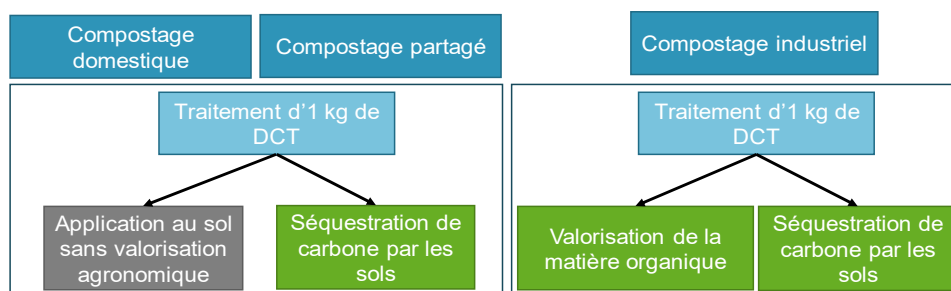 Compostage
domestique
Compostage partagé
Compostage industriel
Traitement d'1 kg de
DCT
Application au sol
sans valorisation
agronomique
Séquestration de
carbone par les
sols
Traitement d'1 kg de
DCT
Valorisation de la
matière organique
Séquestration de
carbone par les
sols